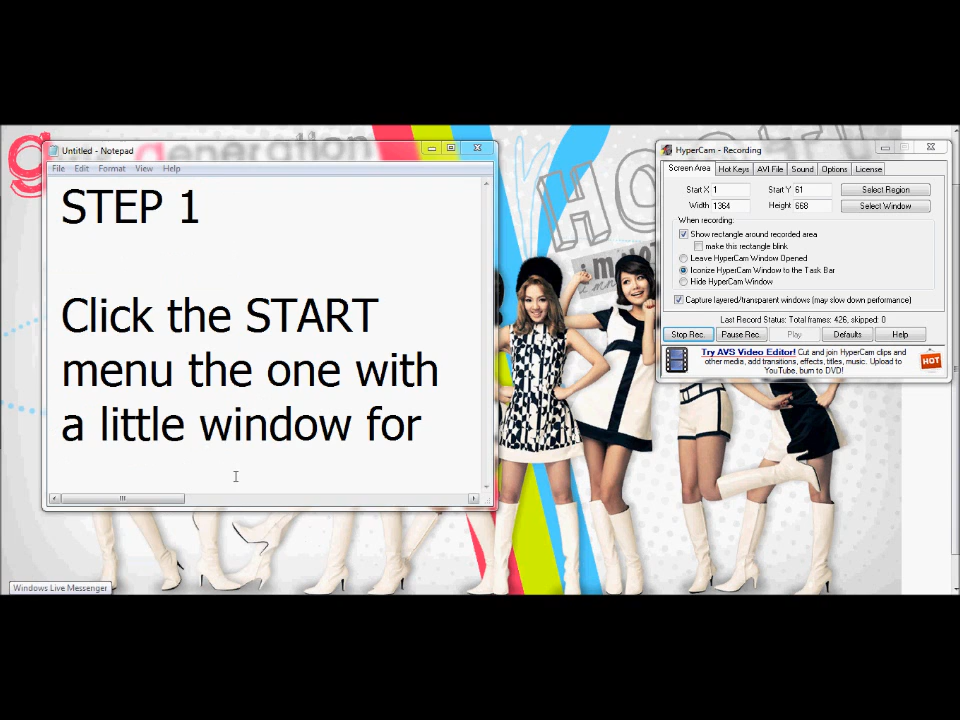 Untitled - Notepad
File Edit Format View Help
STEP 1
Click the START
menu the one with
a little window for
Windows Live Messenger
HOOT
HyperCam - Recording
Screen Area Hot Keys AVI File Sound Options License
Start X 1 Start Y 61 Select Region
Width 1364 Height 668 Select Window
When recording:
Show rectangle around recorded area
make this rectangle blink
Leave HyperCam Window Opened
Iconize HyperCam Window to the Task Bar
Hide HyperCam Window
Capture layered/transparent windows (may slow down performance)
Last Record Status: Total frames: 426, skipped: 0
Stop Rec. Pause Rec. Play Defaults Help
Try AVS Video Editor! Cut and join HyperCam clips and
other media, add transitions, effects, titles, music. Upload to
YouTube, burn to DVD!
HOT